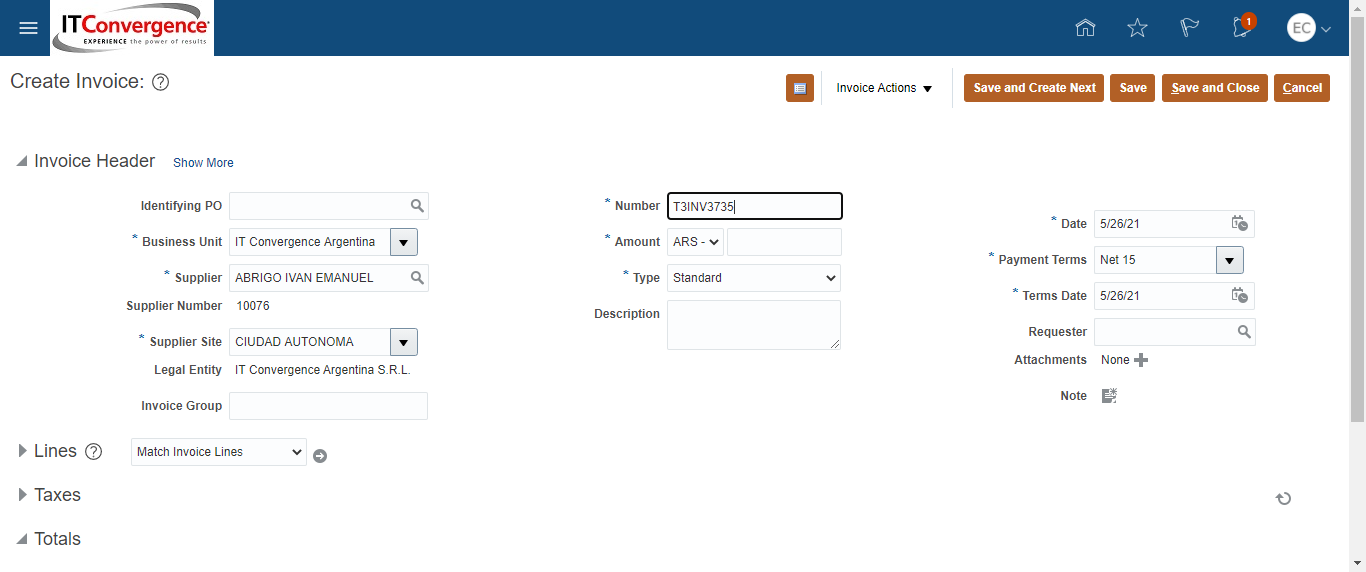 ITConvergence
EXPERIENCE the power of results
1
EC
Create Invoice: ?
Invoice Actions
Save and Create Next
Save
Save and Close
Cancel
Invoice Header
Show More
Identifying PO
* Business Unit IT Convergence Argentina
* Supplier ABRIGO IVAN EMANUEL
Supplier Number 10076
* Supplier Site CIUDAD AUTONOMA
Legal Entity IT Convergence Argentina S.R.L.
Invoice Group
* Number T3INV3735
* Amount ARS -
* Type Standard
Description
* Date 5/26/21
* Payment Terms Net 15
* Terms Date 5/26/21
Requester
Attachments None
Note
Lines ? Match Invoice Lines
Taxes
Totals